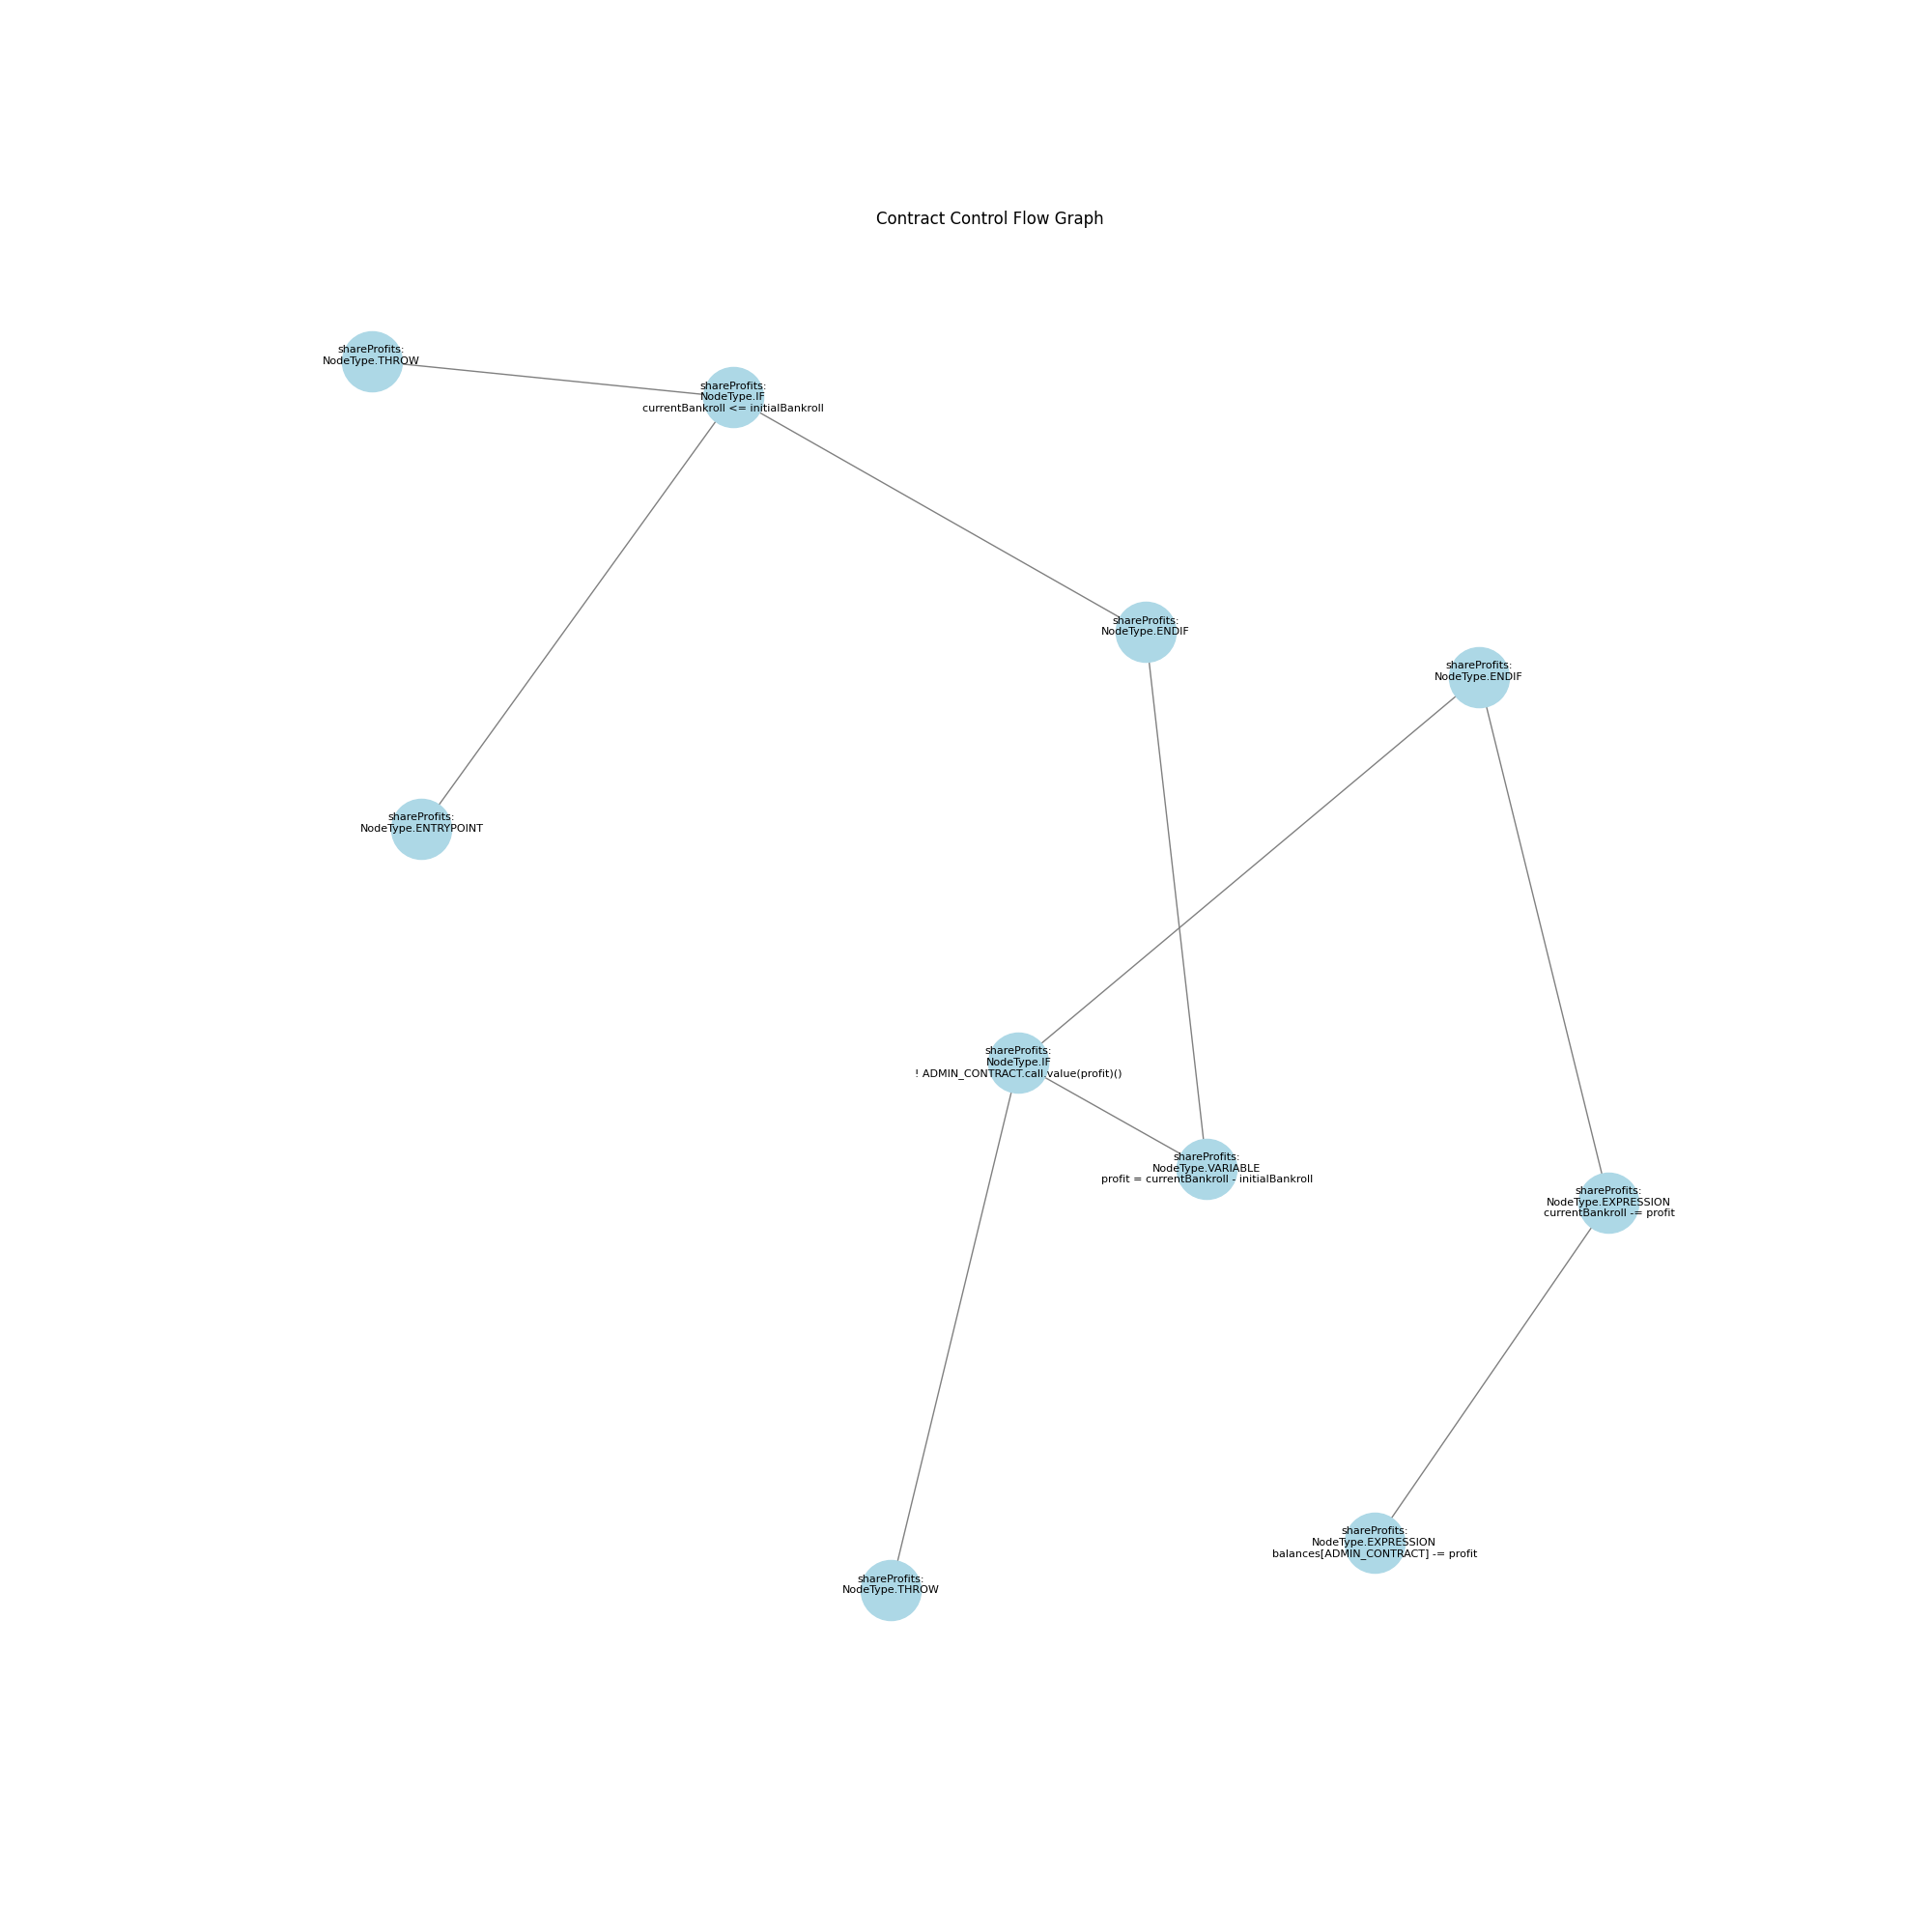 Contract Control Flow Graph
shareProfits:
NodeType.THROW
shareProfits:
NodeType.IF
currentBankroll <= initialBankroll
shareProfits:
NodeType.ENDIF
shareProfits:
NodeType.ENDIF
shareProfits:
NodeType.ENTRYPOINT
shareProfits:
NodeType.IF
! ADMIN_CONTRACT.call.value(profit)()
shareProfits:
NodeType.VARIABLE
profit = currentBankroll - initialBankroll
shareProfits:
NodeType.EXPRESSION
currentBankroll -= profit
shareProfits:
NodeType.EXPRESSION
balances[ADMIN_CONTRACT] -= profit
shareProfits:
NodeType.THROW